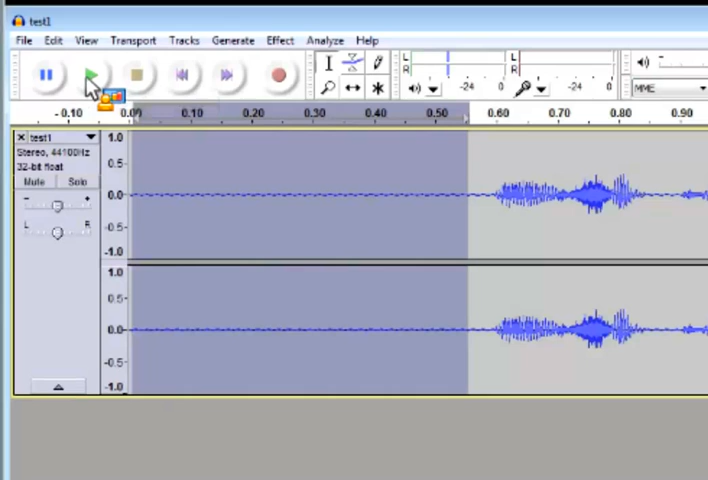 test1
File Edit View Transport Tracks Generate Effect Analyze Help
L
R
-24 0
L
R
-24 0
MME
-0.10 0.00 0.10 0.20 0.30 0.40 0.50 0.60 0.70 0.80 0.90
test1
Stereo, 44100Hz
32-bit float
Mute Solo
- +
L R
1.0
0.5-
0.0-
-0.5-
-1.0
1.0
0.5-
0.0-
-0.5-
-1.0